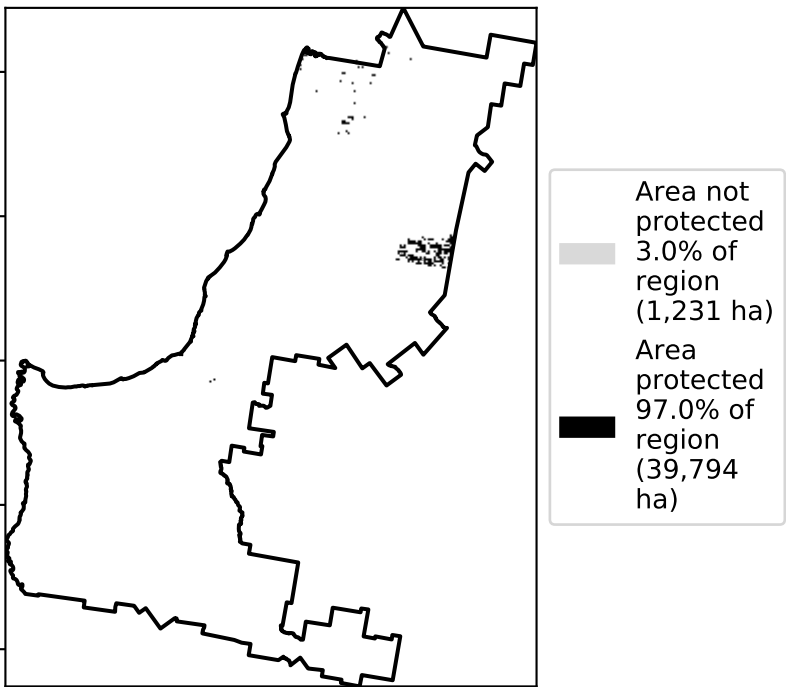 Area not
protected
3.0% of
region
(1,231 ha)
Area
protected
97.0% of
region
(39,794
ha)